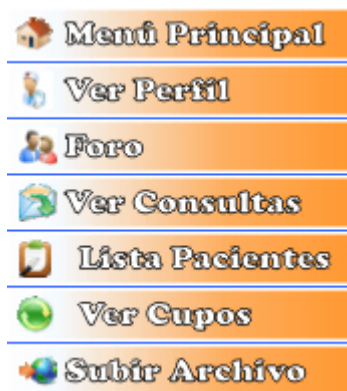 Menú Principal
Ver Perfil
Foro
Ver Consultas
Lista Pacientes
Ver Cupos
Subir Archivo